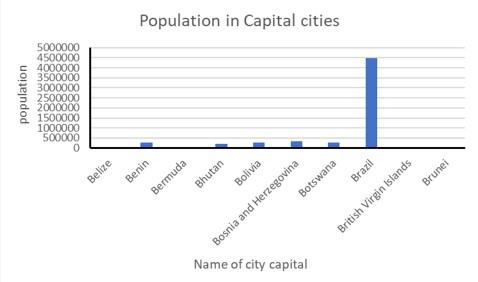 Population in Capital cities
population
5000000
4500000
4000000
3500000
3000000
2500000
2000000
1500000
1000000
500000
0
Belize
Benin
Bermuda
Bhutan
Bolivia
Bosnia and Herzegovina
Botswana
Brazil
British Virgin Islands
Brunei
Name of city capital